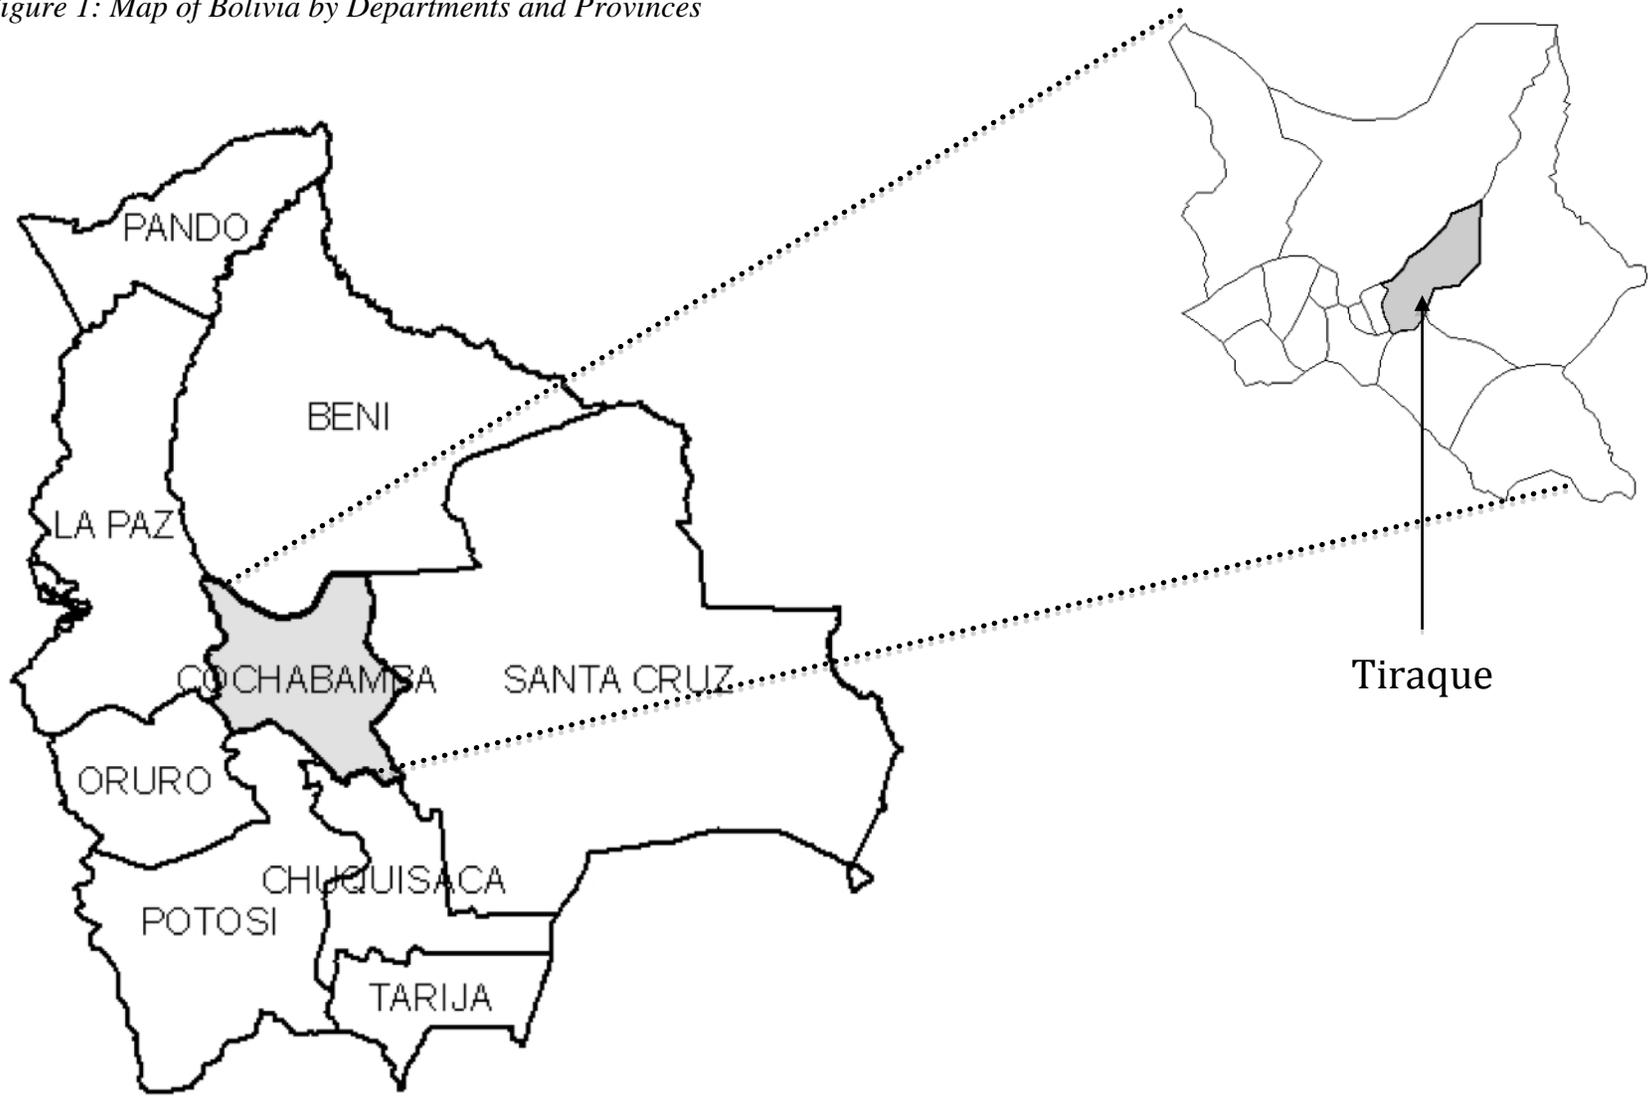 igure 1: Map of Bolivia by Departments and Provinces
PANDO
BENI
LA PAZ
COCHABAMBA
SANTA CRUZ
Tiraque
ORURO
CHUQUISACA
POTOSI
TARIJA